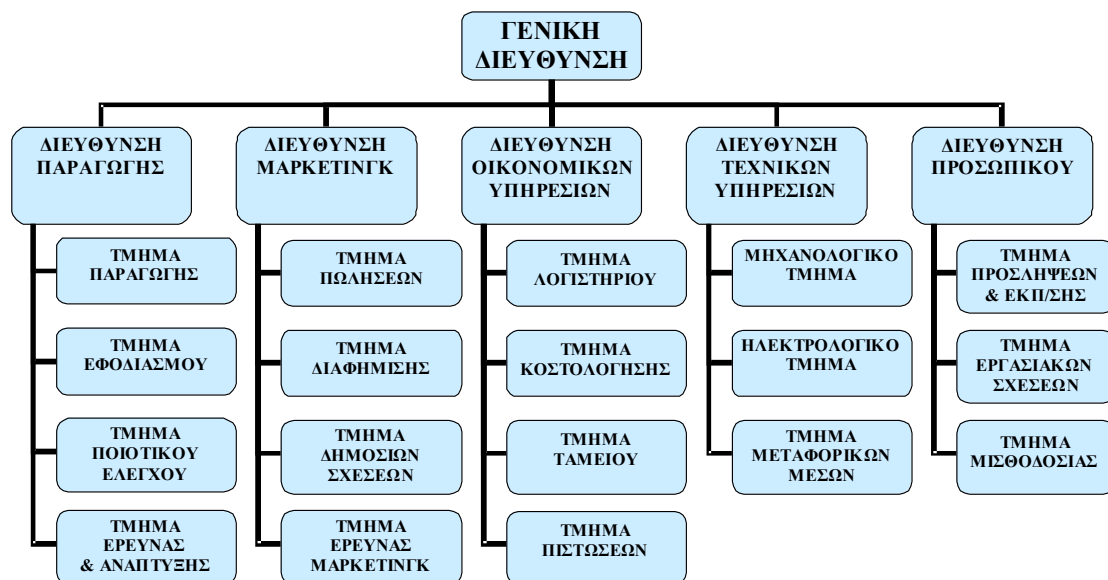 ΓΕΝΙΚΗ
ΔΙΕΥΘΥΝΣΗ
ΔΙΕΥΘΥΝΣΗ
ΠΑΡΑΓΩΓΗΣ
ΔΙΕΥΘΥΝΣΗ
ΜΑΡΚΕΤΙΝΓΚ
ΔΙΕΥΘΥΝΣΗ
ΟΙΚΟΝΟΜΙΚΩΝ
ΥΠΗΡΕΣΙΩΝ
ΔΙΕΥΘΥΝΣΗ
ΤΕΧΝΙΚΩΝ
ΥΠΗΡΕΣΙΩΝ
ΔΙΕΥΘΥΝΣΗ
ΠΡΟΣΩΠΙΚΟΥ
ΤΜΗΜΑ
ΠΑΡΑΓΩΓΗΣ
ΤΜΗΜΑ
ΠΩΛΗΣΕΩΝ
ΤΜΗΜΑ
ΛΟΓΙΣΤΗΡΙΟΥ
ΜΗΧΑΝΟΛΟΓΙΚΟ
ΤΜΗΜΑ
ΤΜΗΜΑ
ΠΡΟΣΛΗΨΕΩΝ
& ΕΚΠ/ΣΗΣ
ΤΜΗΜΑ
ΕΦΟΔΙΑΣΜΟΥ
ΤΜΗΜΑ
ΔΙΑΦΗΜΙΣΗΣ
ΤΜΗΜΑ
ΚΟΣΤΟΛΟΓΗΣΗΣ
ΗΛΕΚΤΡΟΛΟΓΙΚΟ
ΤΜΗΜΑ
ΤΜΗΜΑ
ΕΡΓΑΣΙΑΚΩΝ
ΣΧΕΣΕΩΝ
ΤΜΗΜΑ
ΠΟΙΟΤΙΚΟΥ
ΕΛΕΓΧΟΥ
ΤΜΗΜΑ
ΔΗΜΟΣΙΩΝ
ΣΧΕΣΕΩΝ
ΤΜΗΜΑ
ΤΑΜΕΙΟΥ
ΤΜΗΜΑ
ΜΕΤΑΦΟΡΙΚΩΝ
ΜΕΣΩΝ
ΤΜΗΜΑ
ΜΙΣΘΟΔΟΣΙΑΣ
ΤΜΗΜΑ
ΕΡΕΥΝΑΣ
& ΑΝΑΠΤΥΞΗΣ
ΤΜΗΜΑ
ΕΡΕΥΝΑΣ
ΜΑΡΚΕΤΙΝΓΚ
ΤΜΗΜΑ
ΠΙΣΤΩΣΕΩΝ